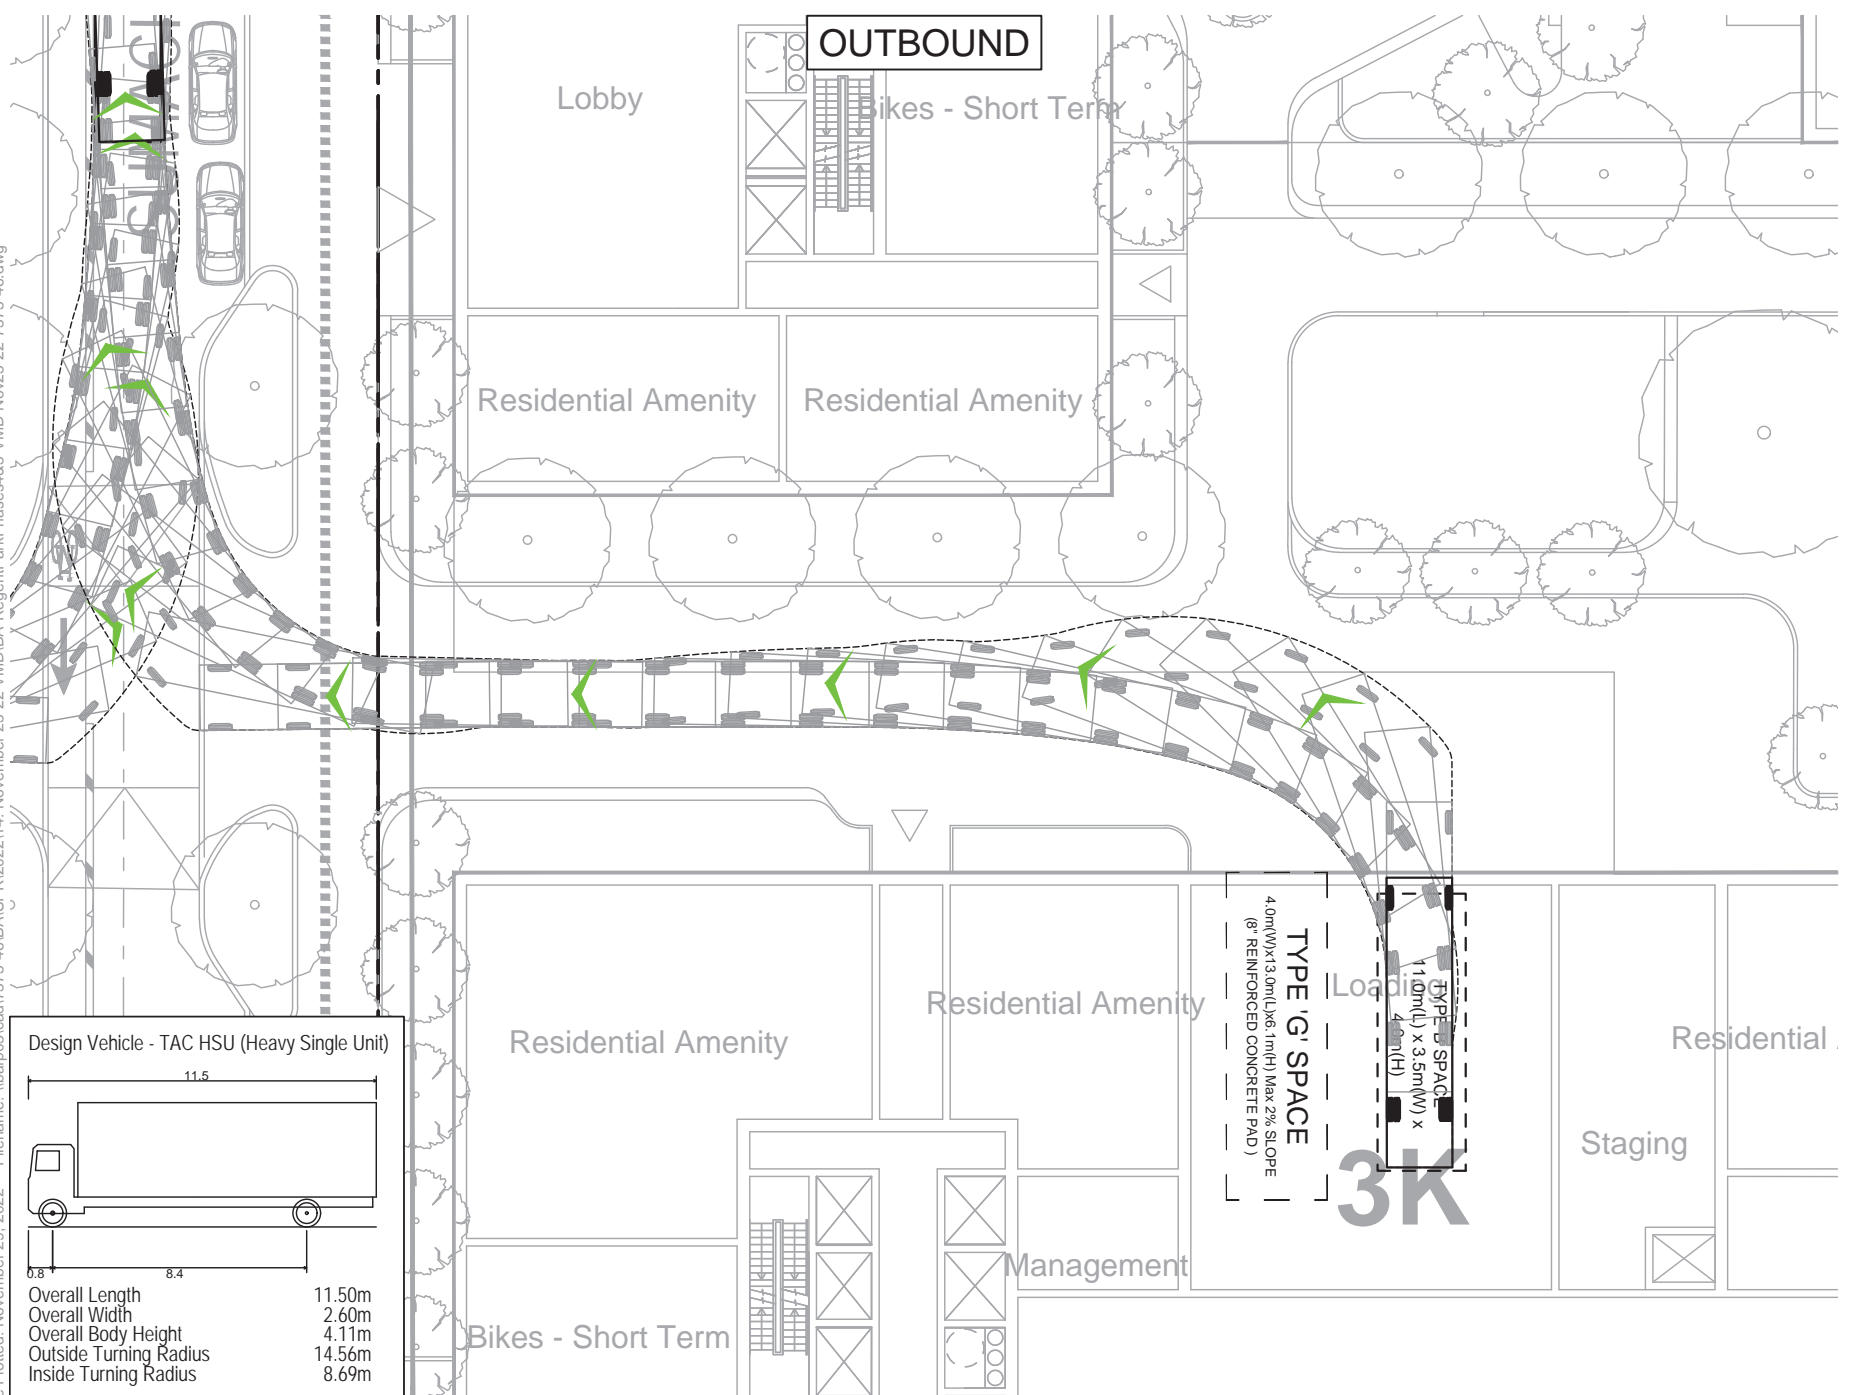 OUTBOUND
Lobby
Bikes - Short Term
Residential Amenity
Residential Amenity
TYPE 'G' SPACE
4.0m(W)x13.0m(L)x6.1m(H) Max 2% SLOPE
(8" REINFORCED CONCRETE PAD )
Loading
TYPE B SPACE
11.0m(L) x 3.5m(W) x
4.0m(H)
Residential Amenity
Residential Amenity
Residential
Staging
3K
Management
Bikes - Short Term
Design Vehicle - TAC HSU (Heavy Single Unit)
11.5
0.8
8.4
Overall Length 11.50m
Overall Width 2.60m
Overall Body Height 4.11m
Outside Turning Radius 14.56m
Inside Turning Radius 8.69m